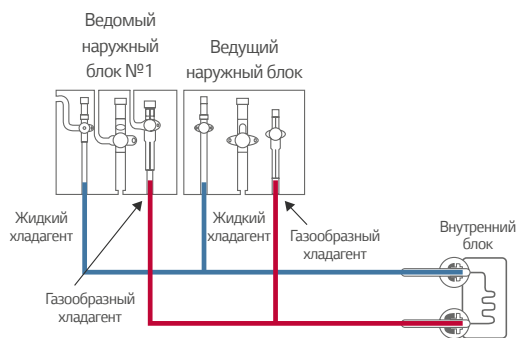 Ведомый
наружный
блок №1
Ведущий
наружный блок
Жидкий
хладагент
Газообразный
хладагент
Жидкий
хладагент
Газообразный
хладагент
Внутренний
блок